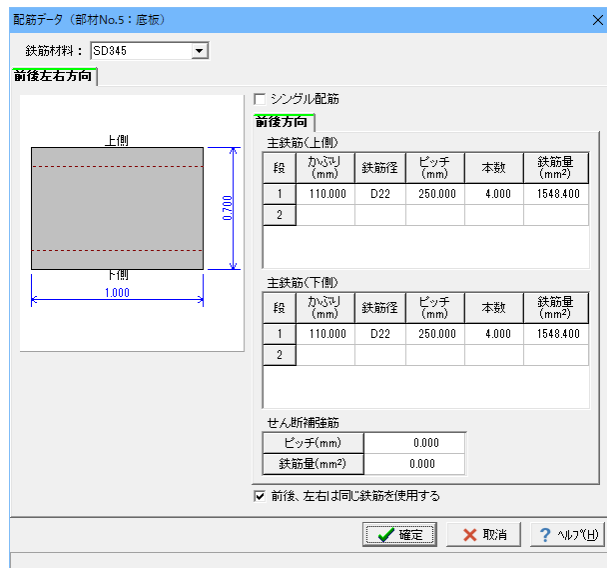 配筋データ（部材No.5：底板）
鉄筋材料： SD345
前後左右方向
シングル配筋
前後方向
上側
0.700
下側
1.000
主鉄筋(上側)
段 かぶり(mm) 鉄筋径 ピッチ(mm) 本数 鉄筋量(mm²)
1 110.000 D22 250.000 4.000 1548.400
2
主鉄筋(下側)
段 かぶり(mm) 鉄筋径 ピッチ(mm) 本数 鉄筋量(mm²)
1 110.000 D22 250.000 4.000 1548.400
2
せん断補強筋
ピッチ(mm) 0.000
鉄筋量(mm²) 0.000
前後、左右は同じ鉄筋を使用する
確定 取消 ? ﾍﾙﾌﾟ(H)